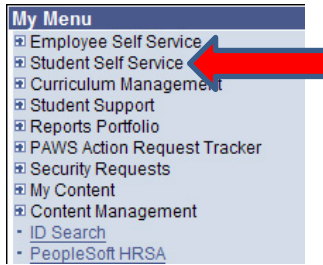 My Menu
Employee Self Service
Student Self Service
Curriculum Management
Student Support
Reports Portfolio
PAWS Action Request Tracker
Security Requests
My Content
Content Management
ID Search
PeopleSoft HRSA